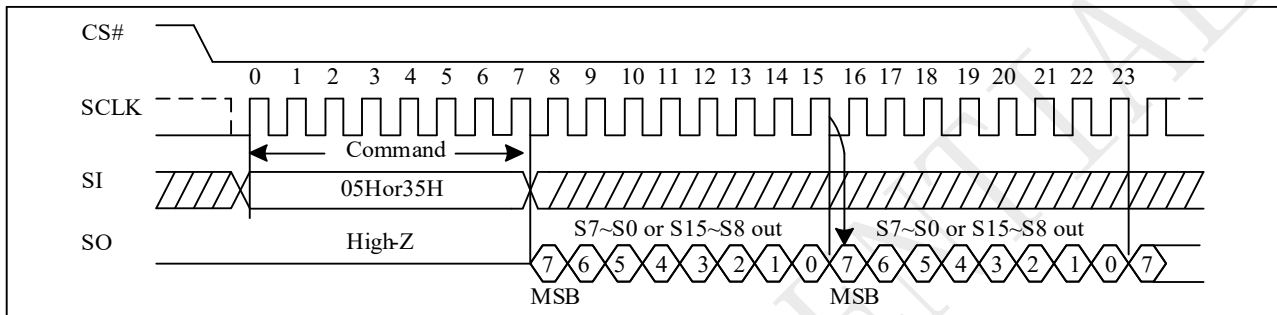 CS#
0 1 2 3 4 5 6 7 8 9 10 11 12 13 14 15 16 17 18 19 20 21 22 23
SCLK
Command
SI
05Hor35H
S7~S0 or S15~S8 out S7~S0 or S15~S8 out
SO
High-Z
7 6 5 4 3 2 1 0 7 6 5 4 3 2 1 0 7
MSB MSB